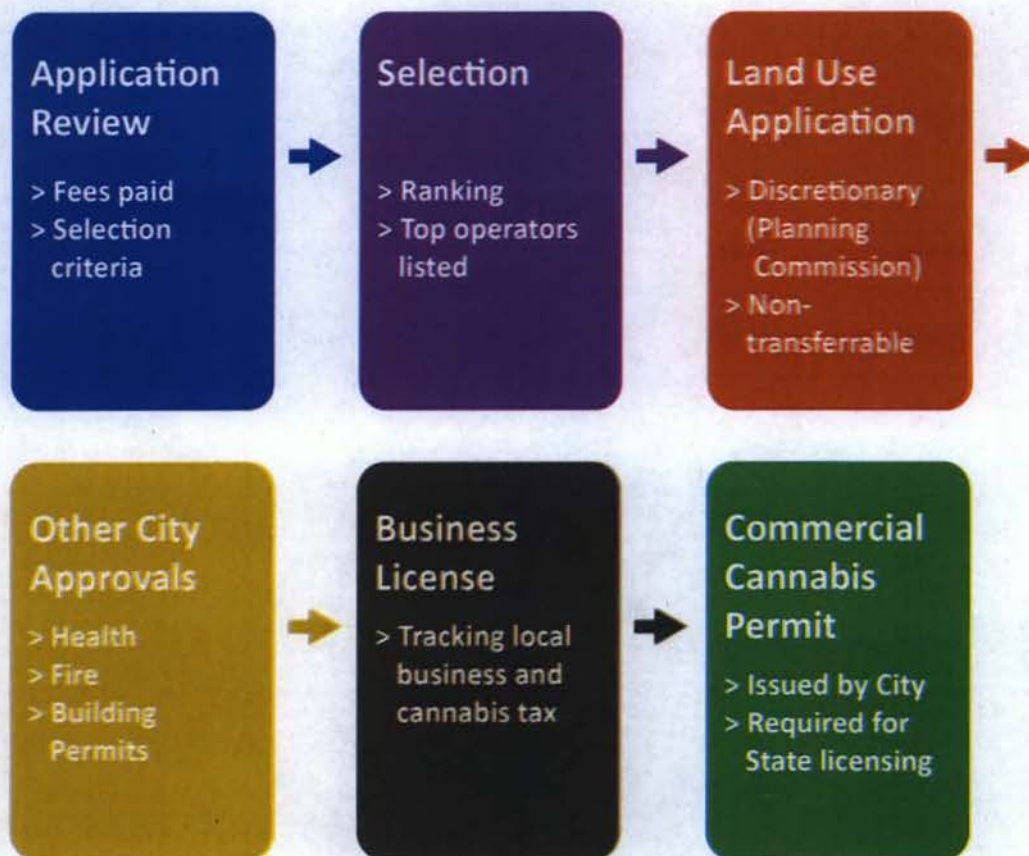 Application
Review
> Fees paid
> Selection
criteria
Selection
> Ranking
> Top operators
listed
Land Use
Application
> Discretionary
(Planning
Commission)
> Non-
transferrable
Other City
Approvals
> Health
> Fire
> Building
Permits
Business
License
> Tracking local
business and
cannabis tax
Commercial
Cannabis
Permit
> Issued by City
> Required for
State licensing